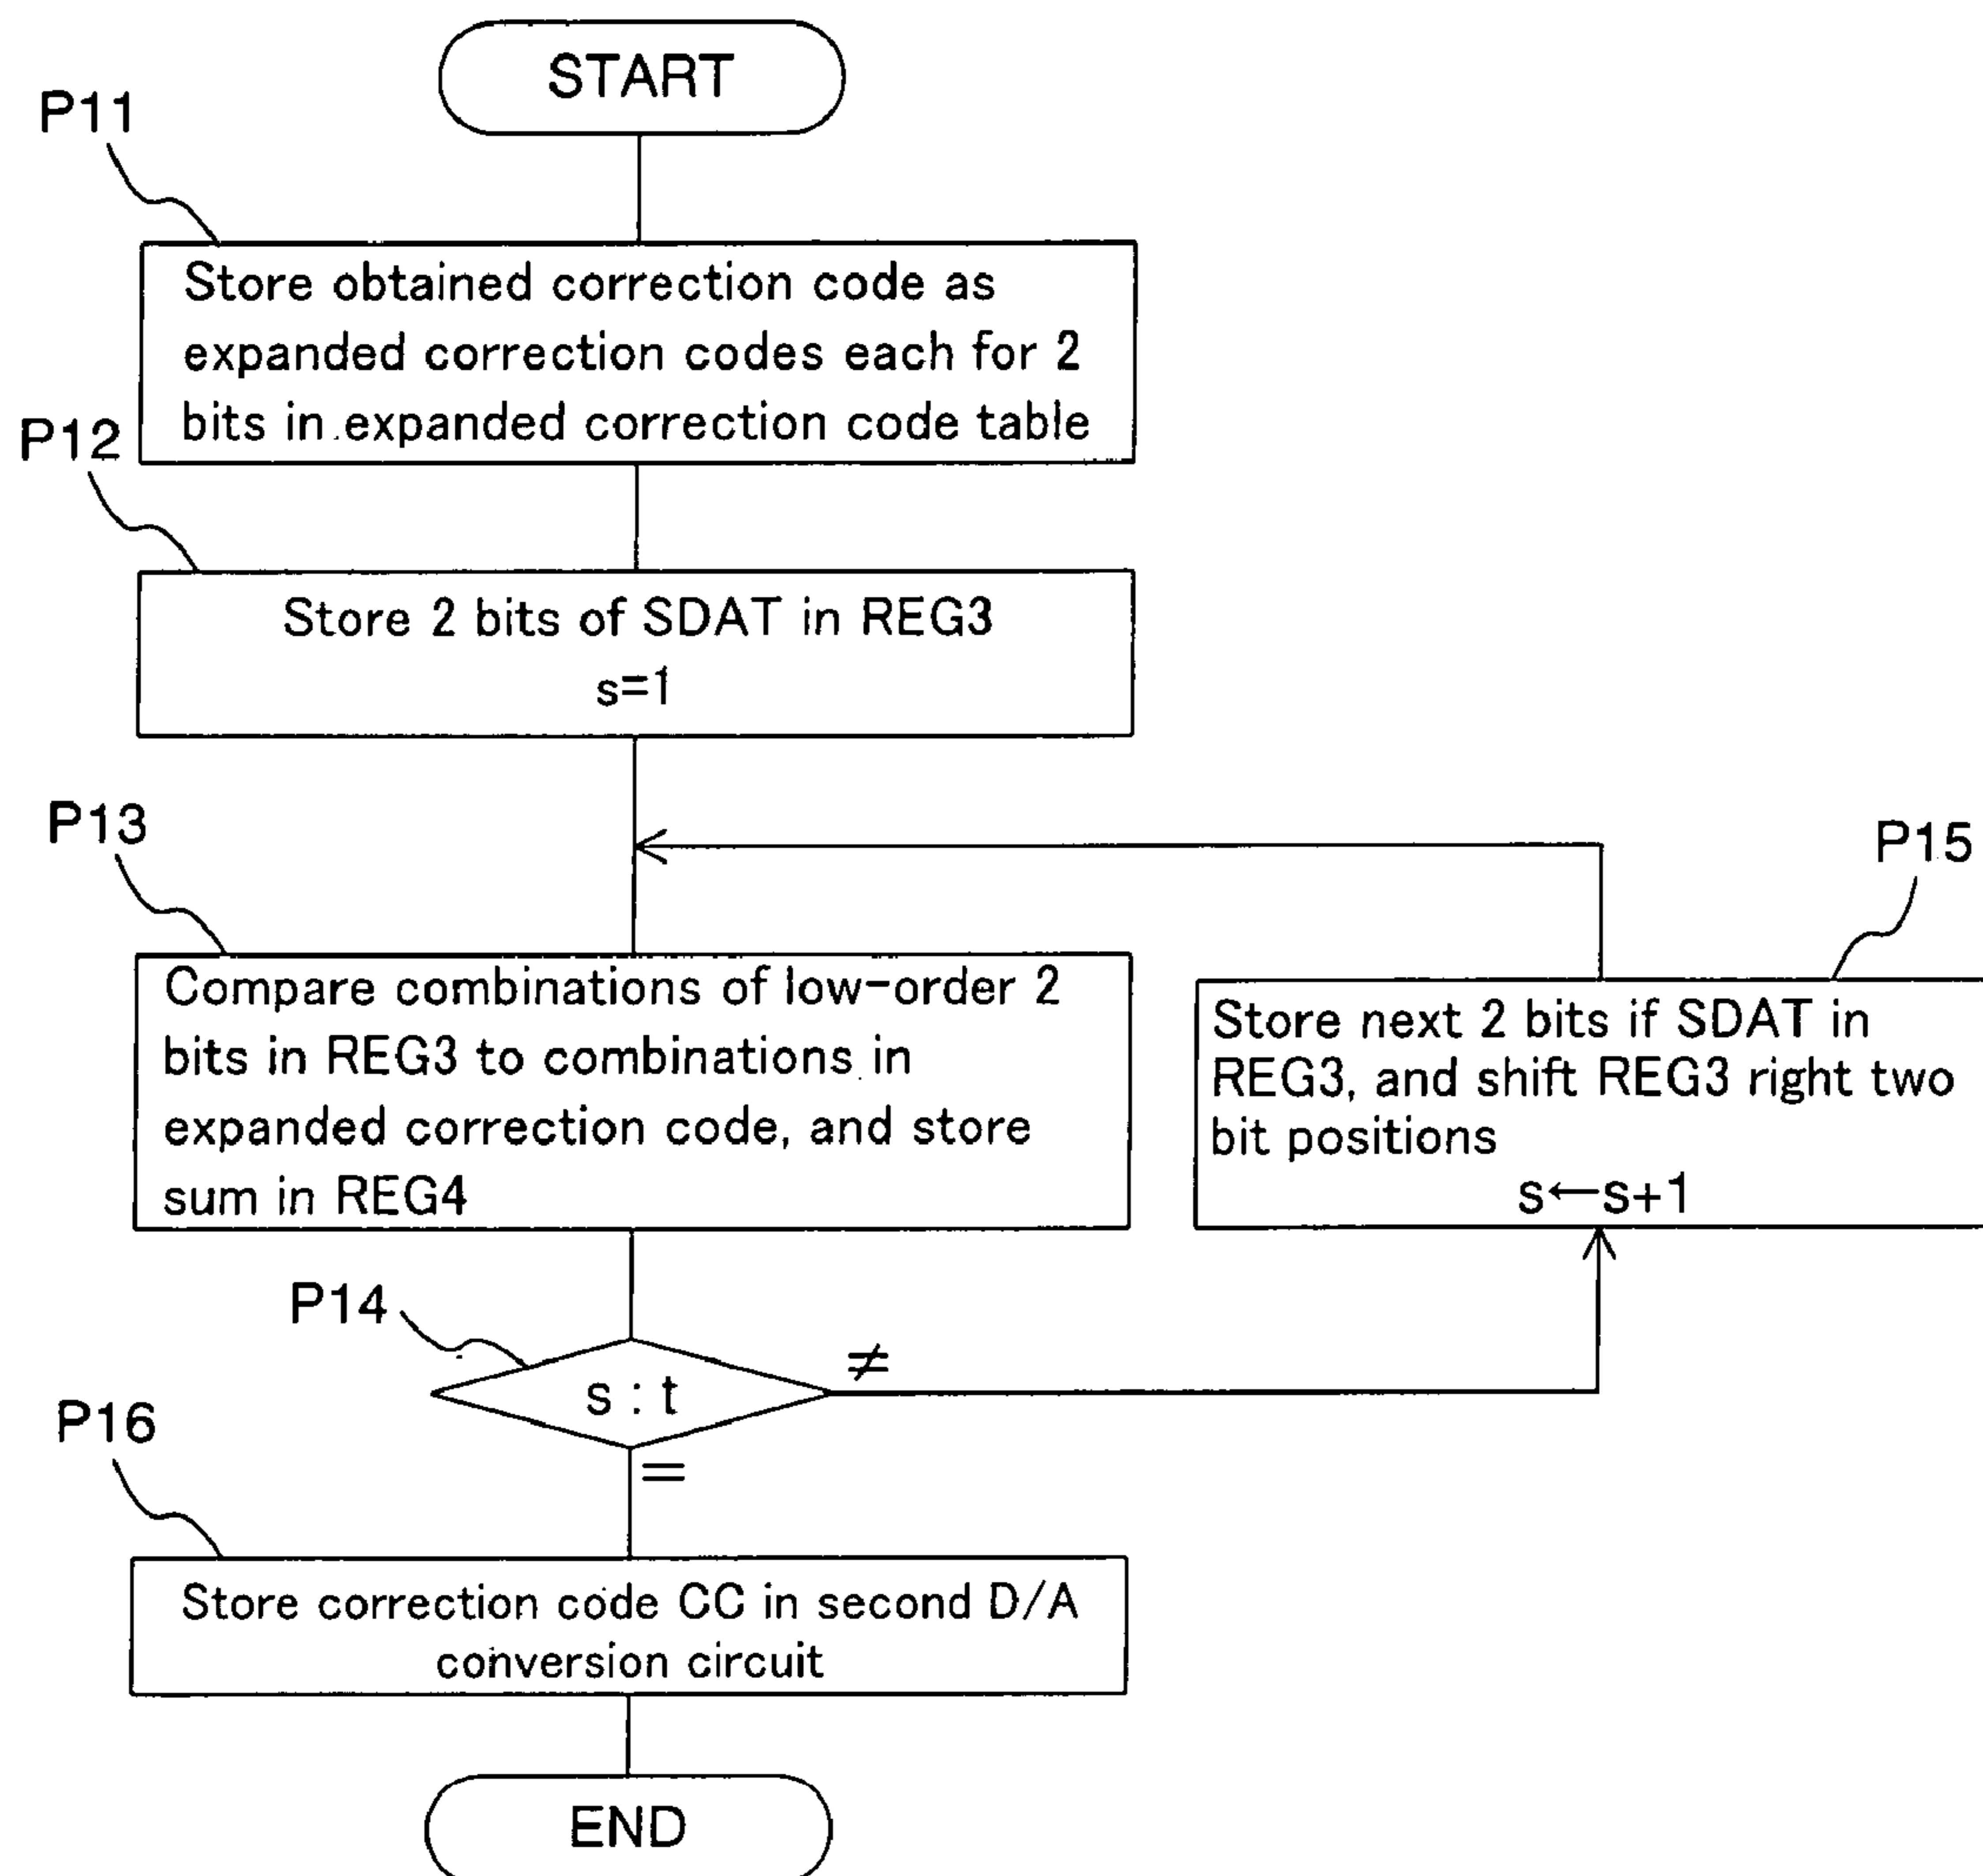 START
P11
Store obtained correction code as
expanded correction codes each for 2
bits in expanded correction code table
P12
Store 2 bits of SDAT in REG3
s=1
P13
Compare combinations of low-order 2
bits in REG3 to combinations in
expanded correction code, and store
sum in REG4
P15
Store next 2 bits if SDAT in
REG3, and shift REG3 right two
bit positions
s←s+1
P14
s : t
≠
=
P16
Store correction code CC in second D/A
conversion circuit
END